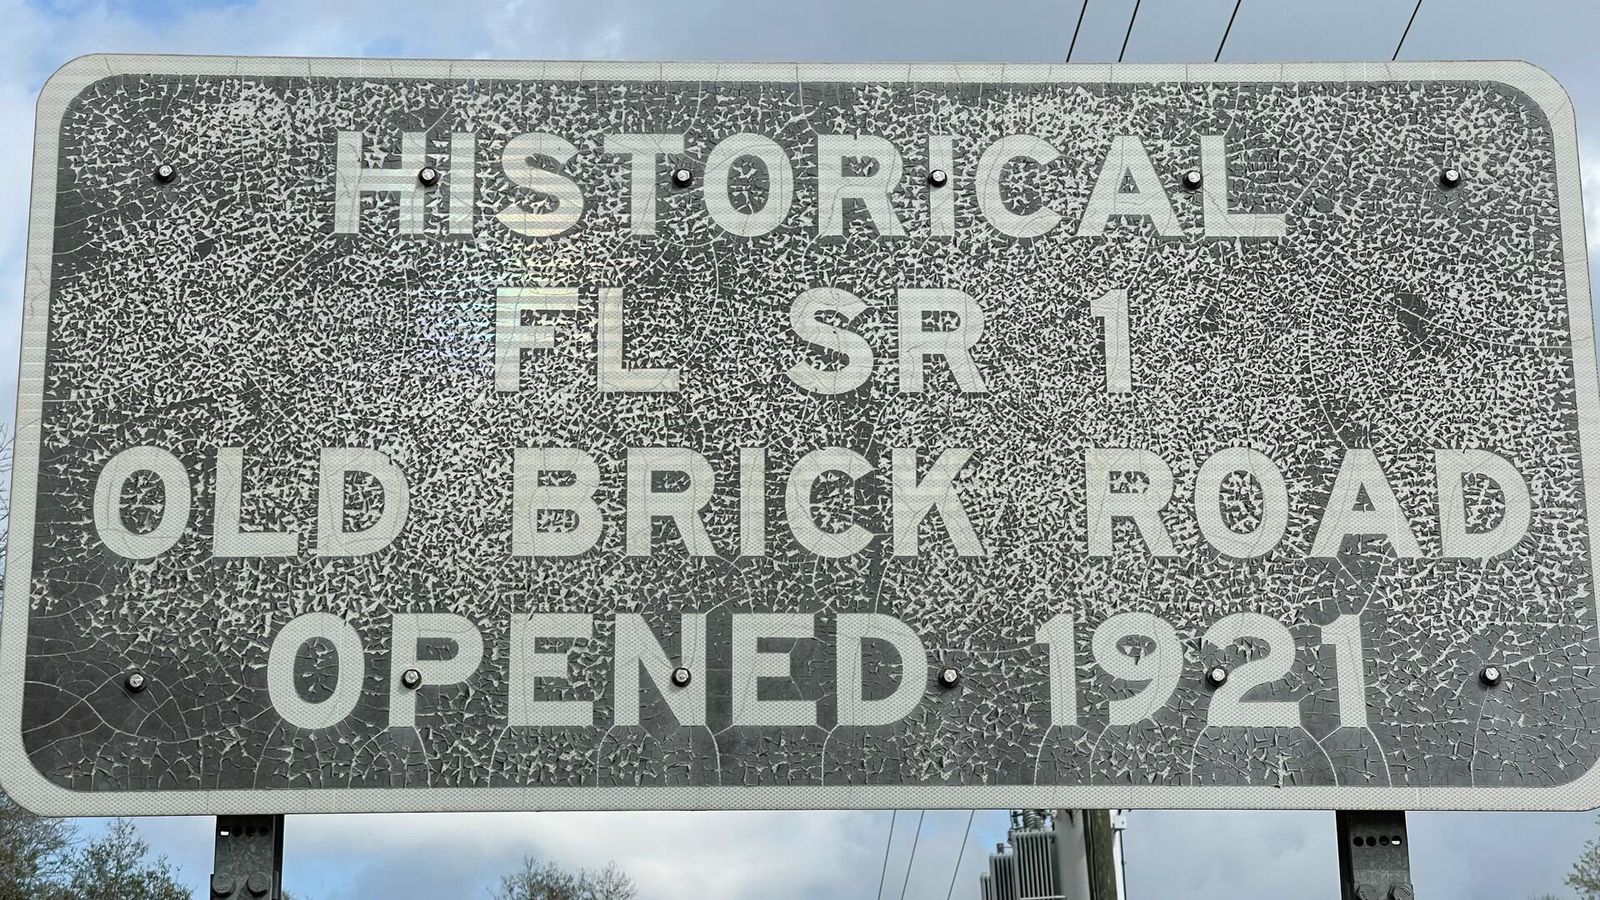 HISTORICAL
FL SR 1
OLD BRICK ROAD
OPENED 1921